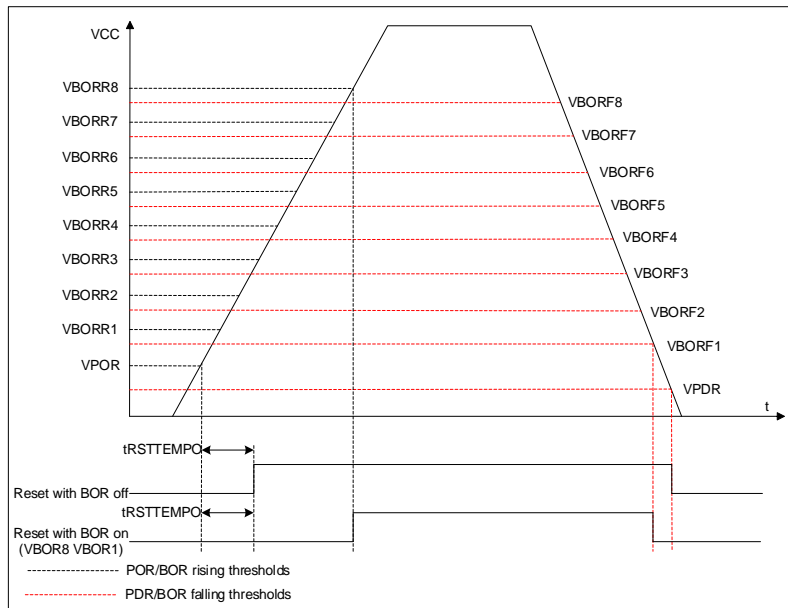 VCC
VBORR8
VBORF8
VBORR7
VBORF7
VBORR6
VBORF6
VBORR5
VBORF5
VBORR4
VBORF4
VBORR3
VBORF3
VBORR2
VBORF2
VBORR1
VBORF1
VPOR
VPDR
t
tRSTTEMPO
Reset with BOR off
tRSTTEMPO
Reset with BOR on
(VBOR8 VBOR1)
POR/BOR rising thresholds
PDR/BOR falling thresholds